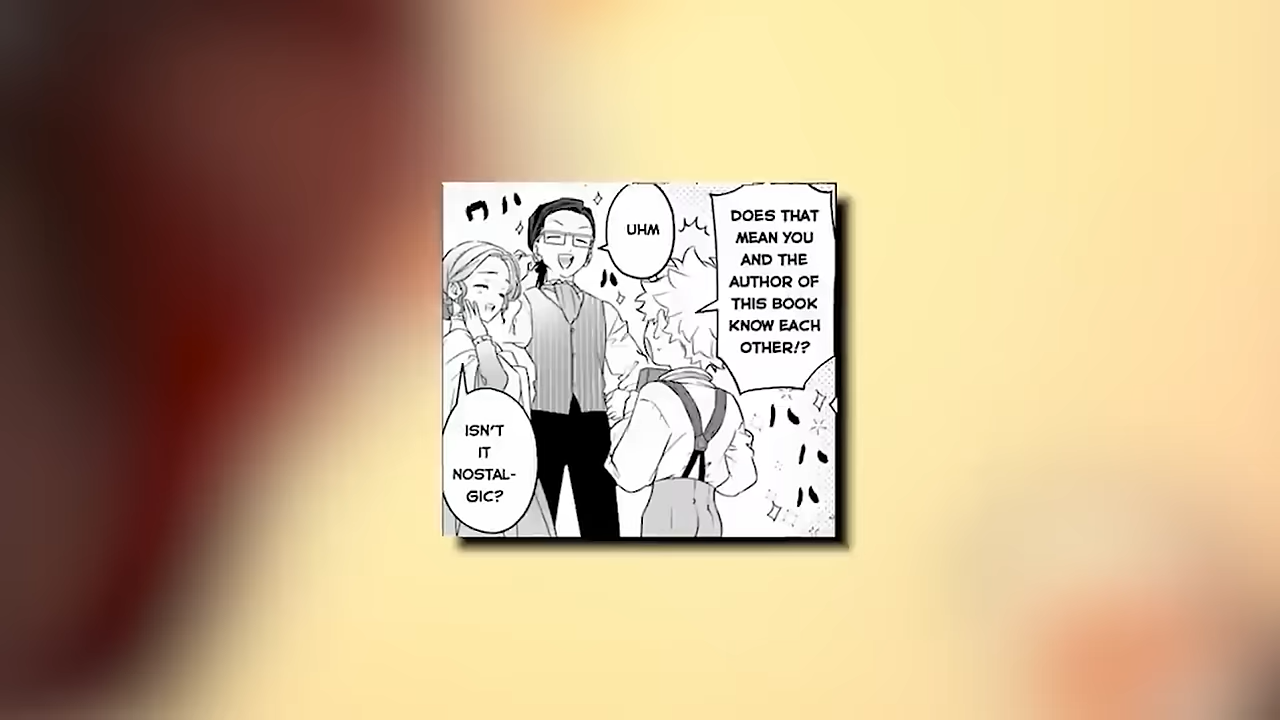 DOES THAT
MEAN YOU
AND THE
AUTHOR OF
THIS BOOK
KNOW EACH
OTHER!?
UHM
ワハ
ハ
ISN'T
IT
NOSTAL-
GIC?
ハ
ハ
ハ